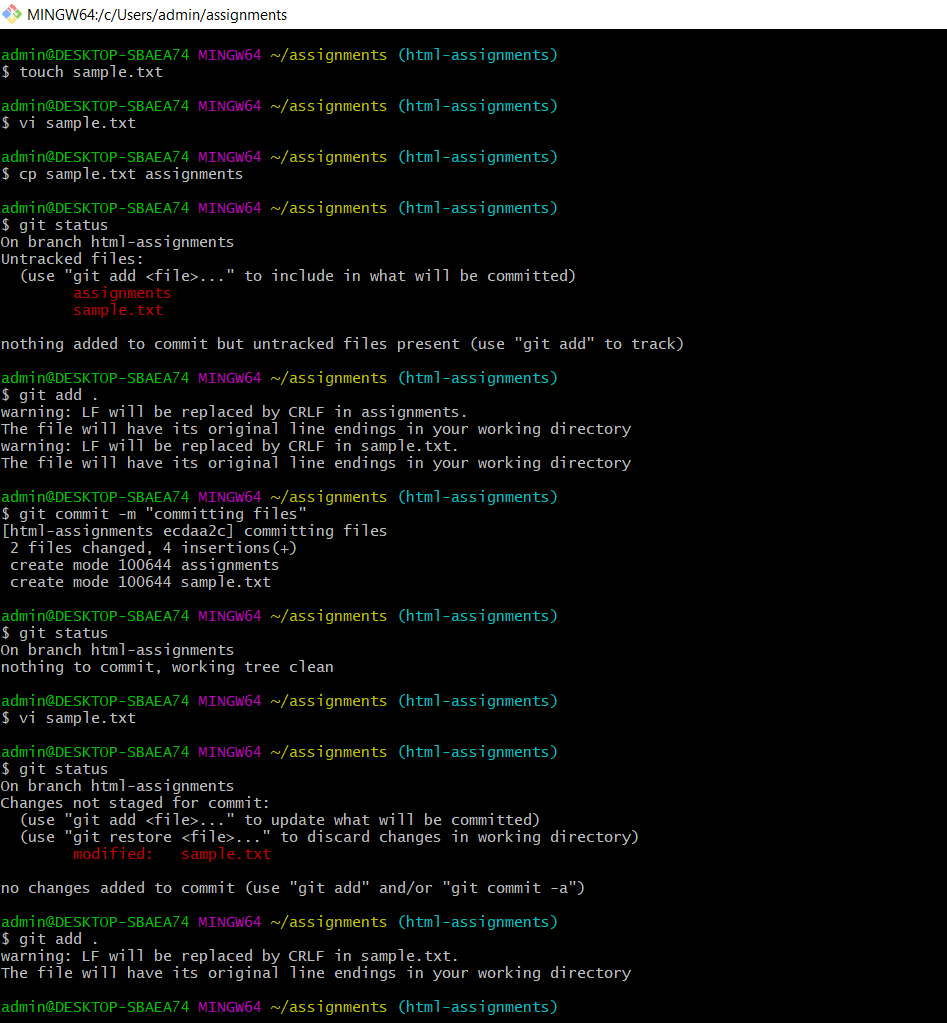 MINGW64:/c/Users/admin/assignments
admin@DESKTOP-SBAEA74 MINGW64 ~/assignments (html-assignments)
$ touch sample.txt
admin@DESKTOP-SBAEA74 MINGW64 ~/assignments (html-assignments)
$ vi sample.txt
admin@DESKTOP-SBAEA74 MINGW64 ~/assignments (html-assignments)
$ cp sample.txt assignments
admin@DESKTOP-SBAEA74 MINGW64 ~/assignments (html-assignments)
$ git status
On branch html-assignments
Untracked files:
  (use "git add <file>..." to include in what will be committed)
        assignments
        sample.txt
nothing added to commit but untracked files present (use "git add" to track)
admin@DESKTOP-SBAEA74 MINGW64 ~/assignments (html-assignments)
$ git add .
warning: LF will be replaced by CRLF in assignments.
The file will have its original line endings in your working directory
warning: LF will be replaced by CRLF in sample.txt.
The file will have its original line endings in your working directory
admin@DESKTOP-SBAEA74 MINGW64 ~/assignments (html-assignments)
$ git commit -m "committing files"
[html-assignments ecdaa2c] committing files
 2 files changed, 4 insertions(+)
 create mode 100644 assignments
 create mode 100644 sample.txt
admin@DESKTOP-SBAEA74 MINGW64 ~/assignments (html-assignments)
$ git status
On branch html-assignments
nothing to commit, working tree clean
admin@DESKTOP-SBAEA74 MINGW64 ~/assignments (html-assignments)
$ vi sample.txt
admin@DESKTOP-SBAEA74 MINGW64 ~/assignments (html-assignments)
$ git status
On branch html-assignments
Changes not staged for commit:
  (use "git add <file>..." to update what will be committed)
  (use "git restore <file>..." to discard changes in working directory)
        modified:   sample.txt
no changes added to commit (use "git add" and/or "git commit -a")
admin@DESKTOP-SBAEA74 MINGW64 ~/assignments (html-assignments)
$ git add .
warning: LF will be replaced by CRLF in sample.txt.
The file will have its original line endings in your working directory
admin@DESKTOP-SBAEA74 MINGW64 ~/assignments (html-assignments)